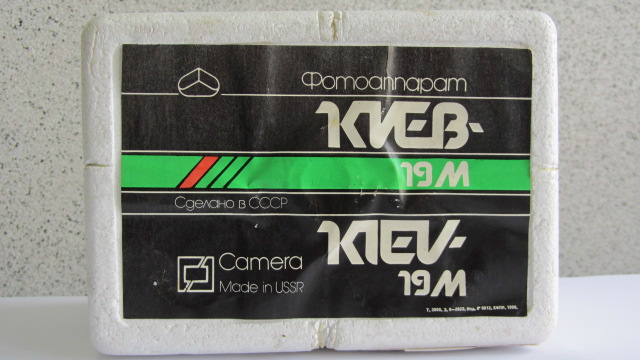 Фотоаппарат
КИЕВ-
19М
Сделано в СССР
KIEV-
19M
Camera
Made in USSR